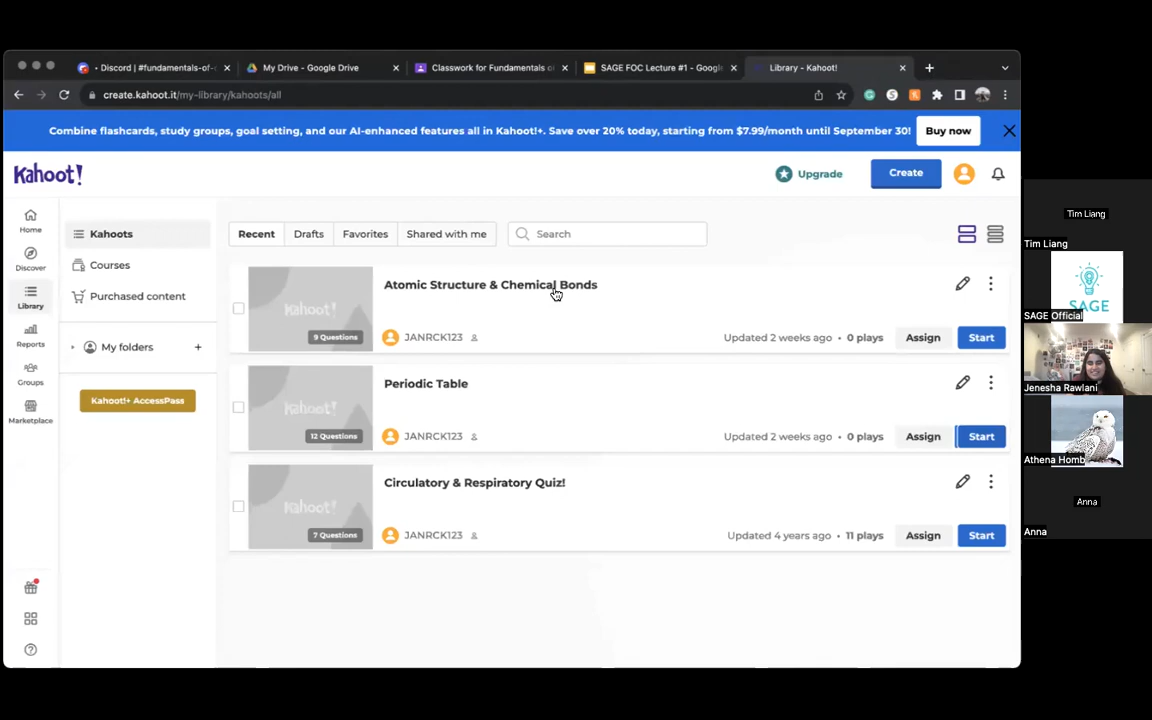 • Discord | #fundamentals-of-
My Drive - Google Drive
Classwork for Fundamentals o
SAGE FOC Lecture #1 - Googl
Library - Kahoot!
create.kahoot.it/my-library/kahoots/all
Combine flashcards, study groups, goal setting, and our AI-enhanced features all in Kahoot!+. Save over 20% today, starting from $7.99/month until September 30!
Buy now
Kahoot!
Upgrade
Create
Home
Discover
Library
Reports
Groups
Marketplace
Kahoots
Courses
Purchased content
My folders
Kahoot!+ AccessPass
Recent
Drafts
Favorites
Shared with me
Search
Kahoot!
9 Questions
Atomic Structure & Chemical Bonds
JANRCK123
Updated 2 weeks ago • 0 plays
Assign
Start
Kahoot!
12 Questions
Periodic Table
JANRCK123
Updated 2 weeks ago • 0 plays
Assign
Start
Kahoot!
7 Questions
Circulatory & Respiratory Quiz!
JANRCK123
Updated 4 years ago • 11 plays
Assign
Start
Tim Liang
Tim Liang
SAGE
SAGE Official
Jenesha Rawlani
Athena Homb
Anna
Anna